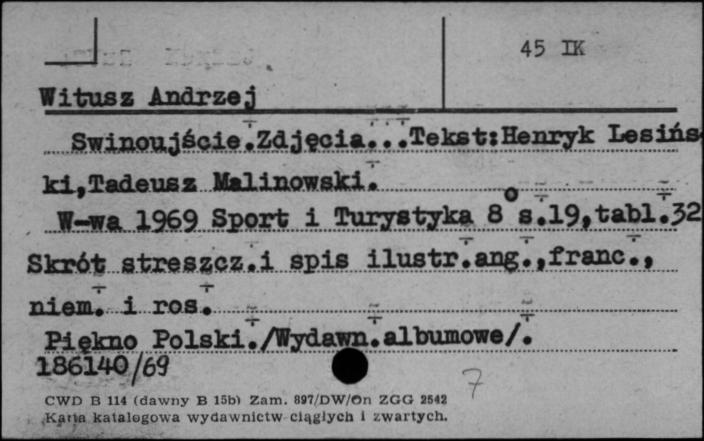 45 IK
Witusz Andrzej
Swinoujście.Zdjęcia...Tekst:Henryk Lesińs-
ki,Tadeusz Malinowski.
W-wa 1969 Sport i Turystyka 8° s.19,tabl.32
Skrót streszcz.i spis ilustr.ang.,franc.,
niem. i ros.
Piękno Polski./Wydawn.albumowe/.
186140/69
7
CWD B 114 (dawny B 15b) Zam. 897/DW/On ZGG 2542
Karta katalogowa wydawnictw ciągłych i zwartych.